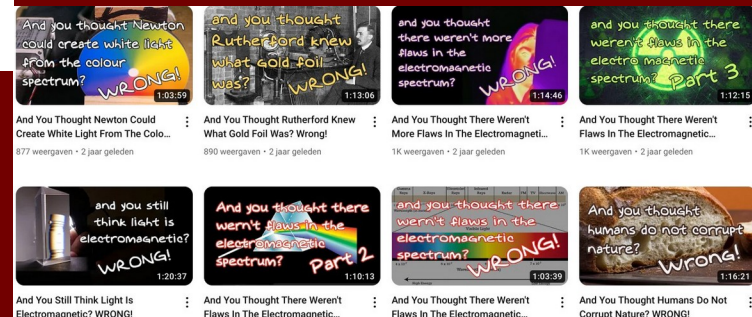 And You Thought Newton
could create white light
from the colour
spectrum?
WRONG!
1:03:59
And You Thought Newton Could
Create White Light From The Colo...
877 weergaven • 2 jaar geleden
and you thought
Rutherford knew
what Gold foil
was?
WRONG!
1:13:06
And You Thought Rutherford Knew
What Gold Foil Was? Wrong!
890 weergaven • 2 jaar geleden
and you thought
there weren't more
flaws in the
electromagnetic
spectrum?
WRONG!
1:14:46
And You Thought There Weren't
More Flaws In The Electromagneti...
1K weergaven • 2 jaar geleden
and you thought there
weren't flaws in the
electro magnetic
spectrum?
Part 3
1:12:15
And You Thought There Weren't
Flaws In The Electromagnetic...
1K weergaven • 2 jaar geleden
and you still
think light is
electromagnetic?
WRONG!
1:20:37
And You Still Think Light Is
Electromagnetic? WRONG!
And you thought there
wern't flaws in the
electromagnetic
spectrum?
Part 2
1:10:13
And You Thought There Weren't
Flaws In The Electromagnetic...
and you thought there
wern't flaws in the
electromagnetic
spectrum?
WRONG!
1:03:39
And You Thought There Weren't
Flaws In The Electromagnetic...
And you thought
humans do not corrupt
nature?
Wrong!
1:16:21
And You Thought Humans Do Not
Corrupt Nature? WRONG!